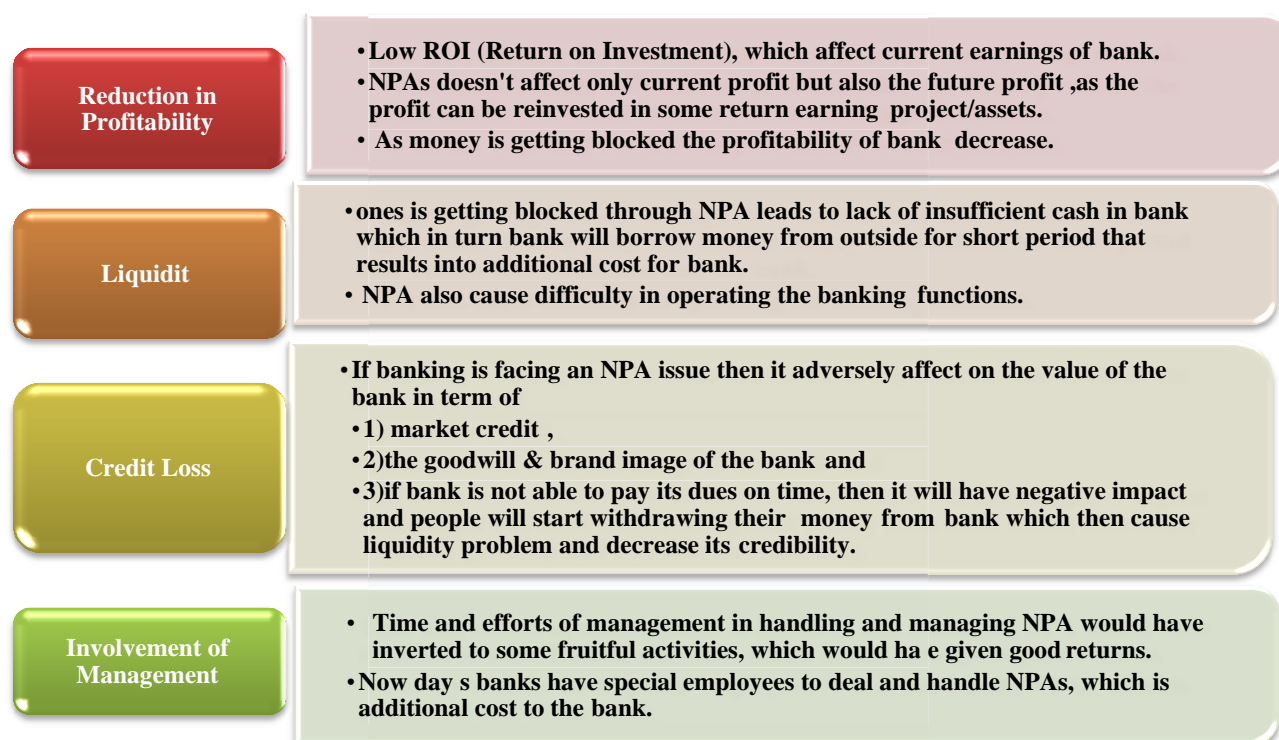 Reduction in
Profitability
•Low ROI (Return on Investment), which affect current earnings of bank.
•NPAs doesn't affect only current profit but also the future profit ,as the
profit can be reinvested in some return earning project/assets.
• As money is getting blocked the profitability of bank decrease.
Liquidit
•ones is getting blocked through NPA leads to lack of insufficient cash in bank
which in turn bank will borrow money from outside for short period that
results into additional cost for bank.
• NPA also cause difficulty in operating the banking functions.
Credit Loss
•If banking is facing an NPA issue then it adversely affect on the value of the
bank in term of
•1) market credit ,
•2)the goodwill & brand image of the bank and
•3)if bank is not able to pay its dues on time, then it will have negative impact
and people will start withdrawing their money from bank which then cause
liquidity problem and decrease its credibility.
Involvement of
Management
• Time and efforts of management in handling and managing NPA would have
inverted to some fruitful activities, which would ha e given good returns.
•Now day s banks have special employees to deal and handle NPAs, which is
additional cost to the bank.